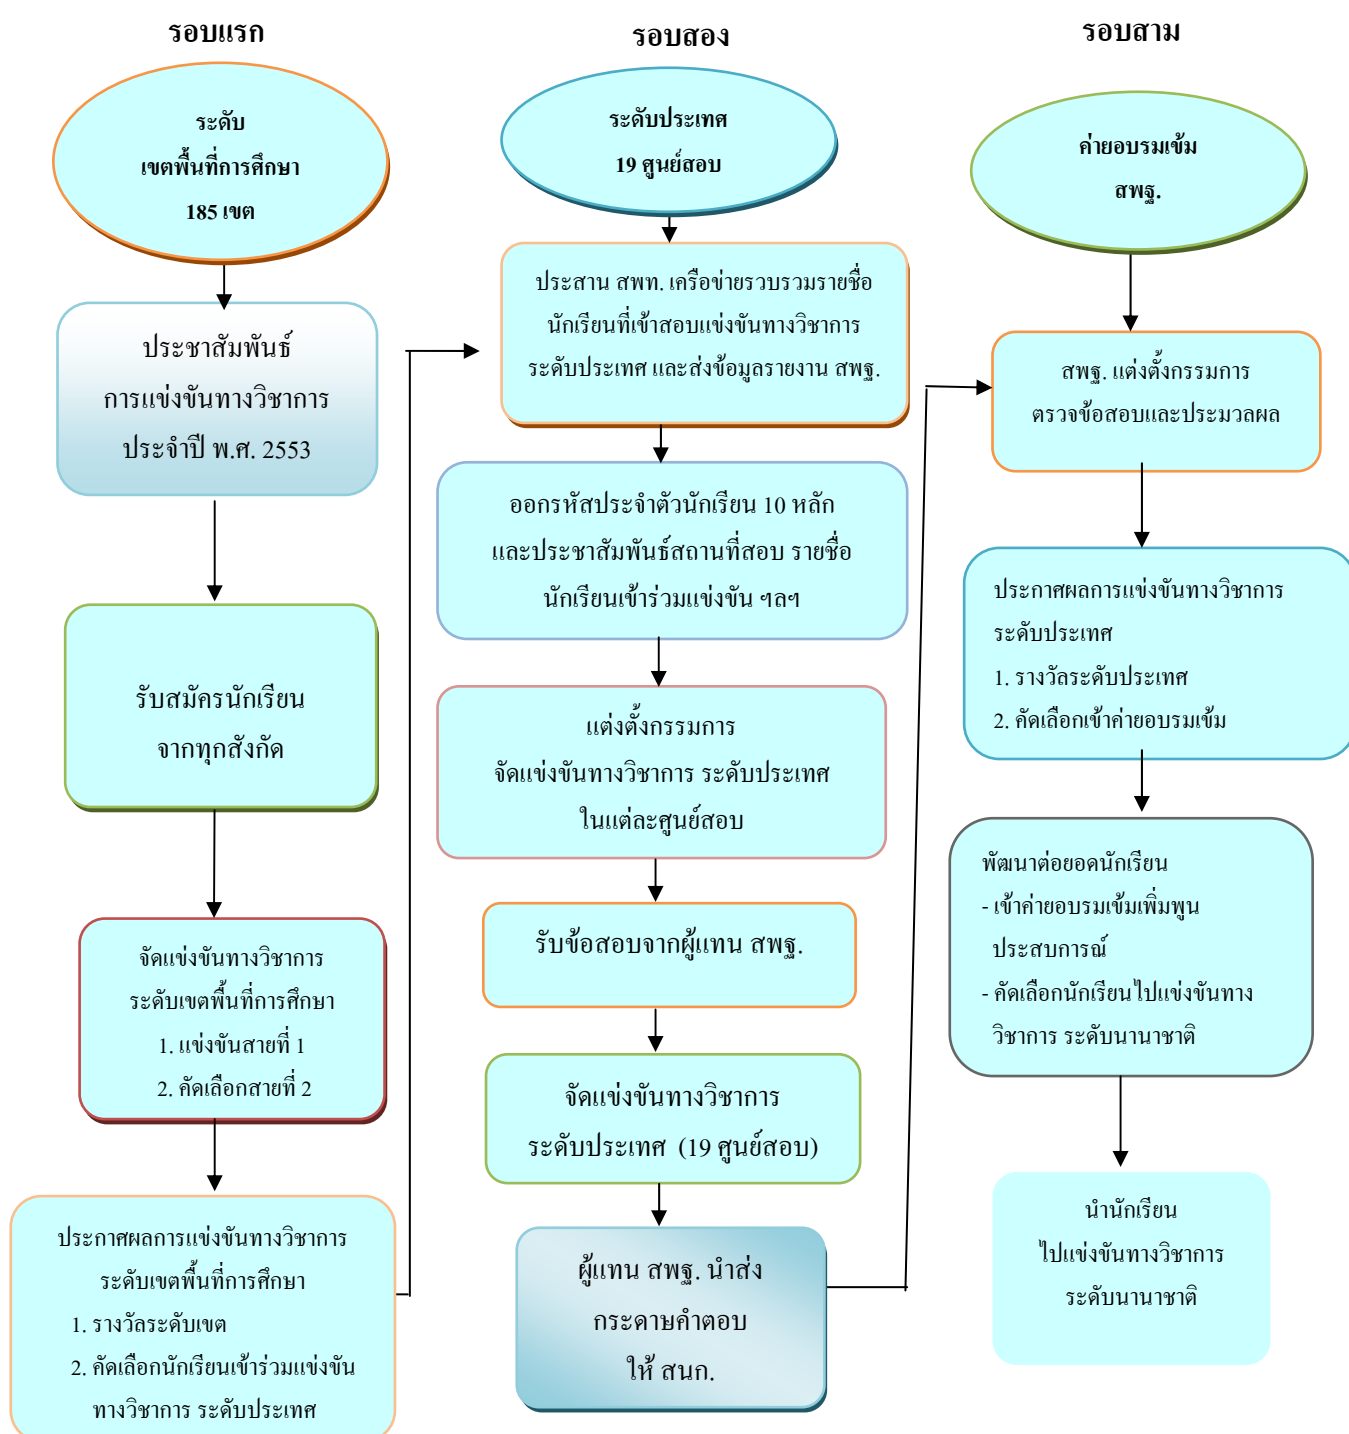 รอบแรก
ระดับ
เขตพื้นที่การศึกษา
185 เขต
ประชาสัมพันธ์
การแข่งขันทางวิชาการ
ประจำปี พ.ศ. 2553
รับสมัครนักเรียน
จากทุกสังกัด
จัดแข่งขันทางวิชาการ
ระดับเขตพื้นที่การศึกษา
1. แข่งขันสายที่ 1
2. คัดเลือกสายที่ 2
ประกาศผลการแข่งขันทางวิชาการ
ระดับเขตพื้นที่การศึกษา
1. รางวัลระดับเขต
2. คัดเลือกนักเรียนเข้าร่วมแข่งขัน
ทางวิชาการ ระดับประเทศ
รอบสอง
ระดับประเทศ
19 ศูนย์สอบ
ประสาน สพท. เครือข่ายรวบรวมรายชื่อ
นักเรียนที่เข้าสอบแข่งขันทางวิชาการ
ระดับประเทศ และส่งข้อมูลรายงาน สพฐ.
ออกรหัสประจำตัวนักเรียน 10 หลัก
และประชาสัมพันธ์สถานที่สอบ รายชื่อ
นักเรียนเข้าร่วมแข่งขัน ฯลฯ
แต่งตั้งกรรมการ
จัดแข่งขันทางวิชาการ ระดับประเทศ
ในแต่ละศูนย์สอบ
รับข้อสอบจากผู้แทน สพฐ.
จัดแข่งขันทางวิชาการ
ระดับประเทศ (19 ศูนย์สอบ)
ผู้แทน สพฐ. นำส่ง
กระดาษคำตอบ
ให้ สนก.
รอบสาม
ค่ายอบรมเข้ม
สพฐ.
สพฐ. แต่งตั้งกรรมการ
ตรวจข้อสอบและประมวลผล
ประกาศผลการแข่งขันทางวิชาการ
ระดับประเทศ
1. รางวัลระดับประเทศ
2. คัดเลือกเข้าค่ายอบรมเข้ม
พัฒนาต่อยอดนักเรียน
- เข้าค่ายอบรมเข้มเพิ่มพูน
ประสบการณ์
- คัดเลือกนักเรียนไปแข่งขันทาง
วิชาการ ระดับนานาชาติ
นำนักเรียน
ไปแข่งขันทางวิชาการ
ระดับนานาชาติ